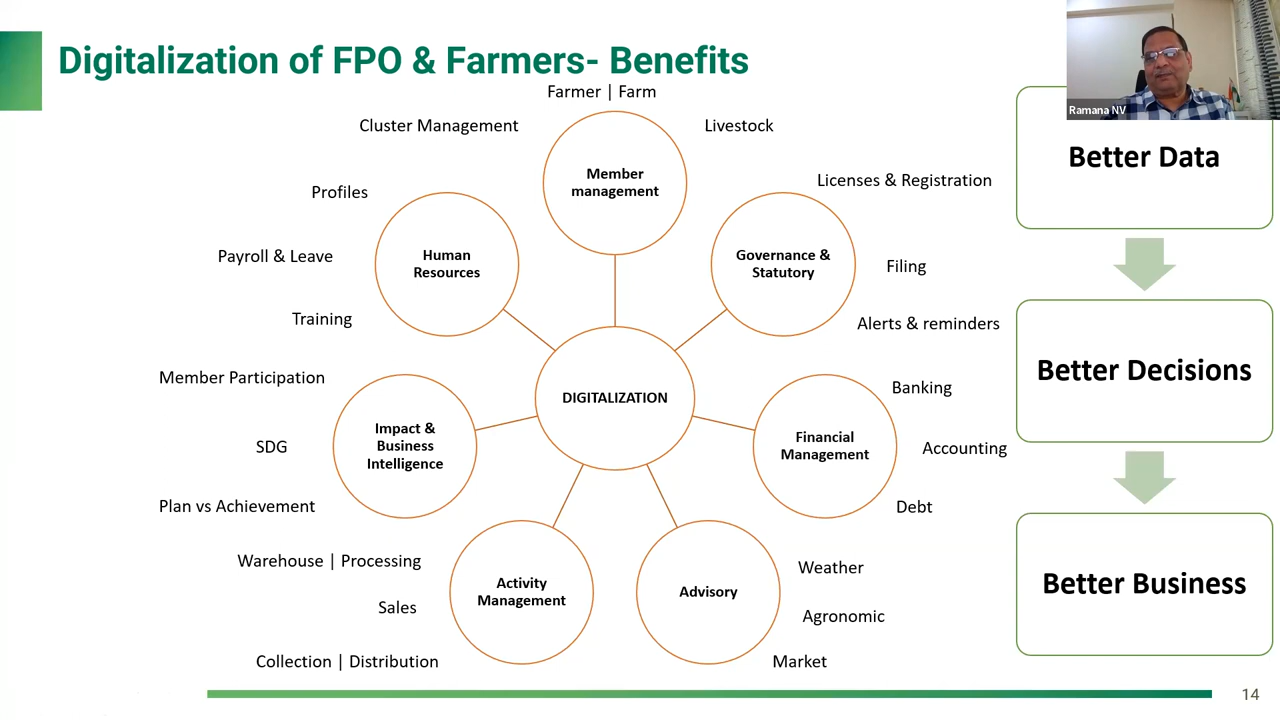 Digitalization of FPO & Farmers- Benefits
Ramana NV
Farmer | Farm
Cluster Management
Livestock
Member
management
Licenses & Registration
Profiles
Human
Resources
Governance &
Statutory
Payroll & Leave
Filing
Training
Alerts & reminders
Member Participation
DIGITALIZATION
Banking
Impact &
Business
Intelligence
Financial
Management
SDG
Accounting
Plan vs Achievement
Debt
Warehouse | Processing
Activity
Management
Advisory
Weather
Sales
Agronomic
Collection | Distribution
Market
Better Data
Better Decisions
Better Business
14